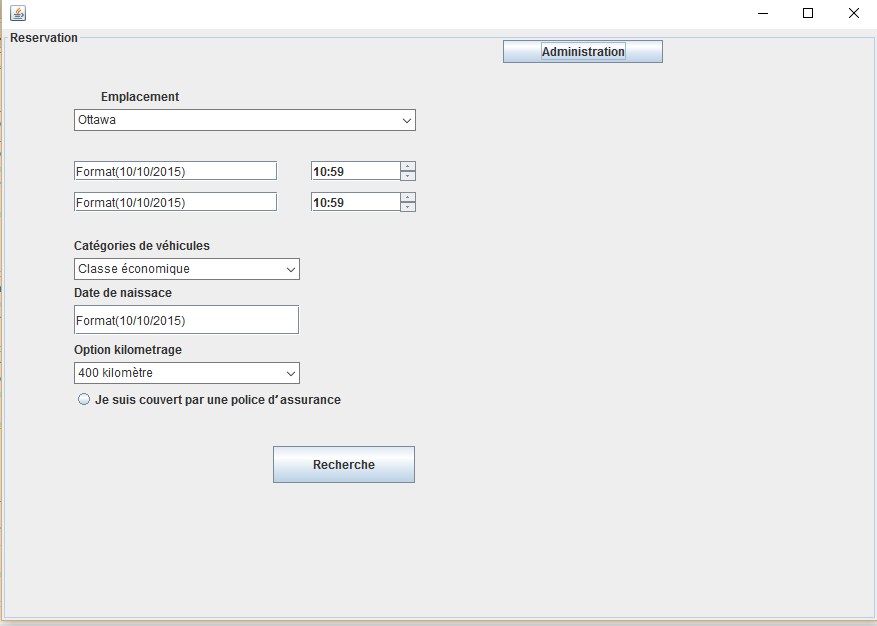 Reservation
Administration
Emplacement
Ottawa
Format(10/10/2015) 10:59
Format(10/10/2015) 10:59
Catégories de véhicules
Classe économique
Date de naissace
Format(10/10/2015)
Option kilometrage
400 kilomètre
Je suis couvert par une police d’assurance
Recherche